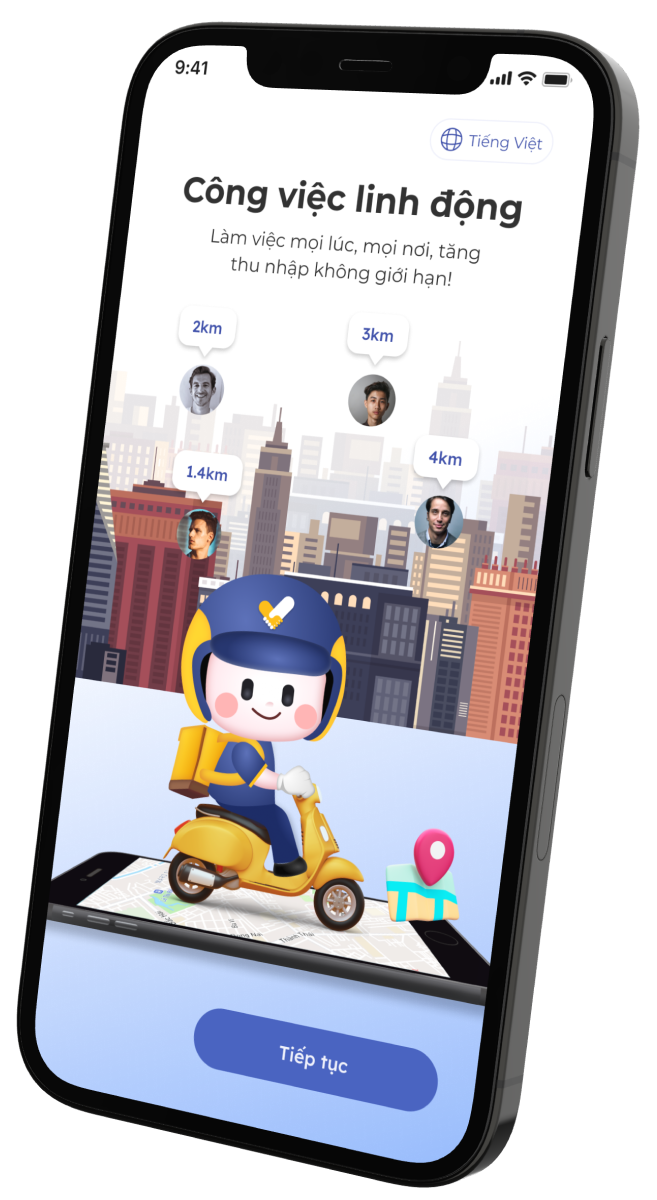 9:41
Tiếng Việt
Công việc linh động
Làm việc mọi lúc, mọi nơi, tăng
thu nhập không giới hạn!
2km
3km
1.4km
4km
Tiếp tục